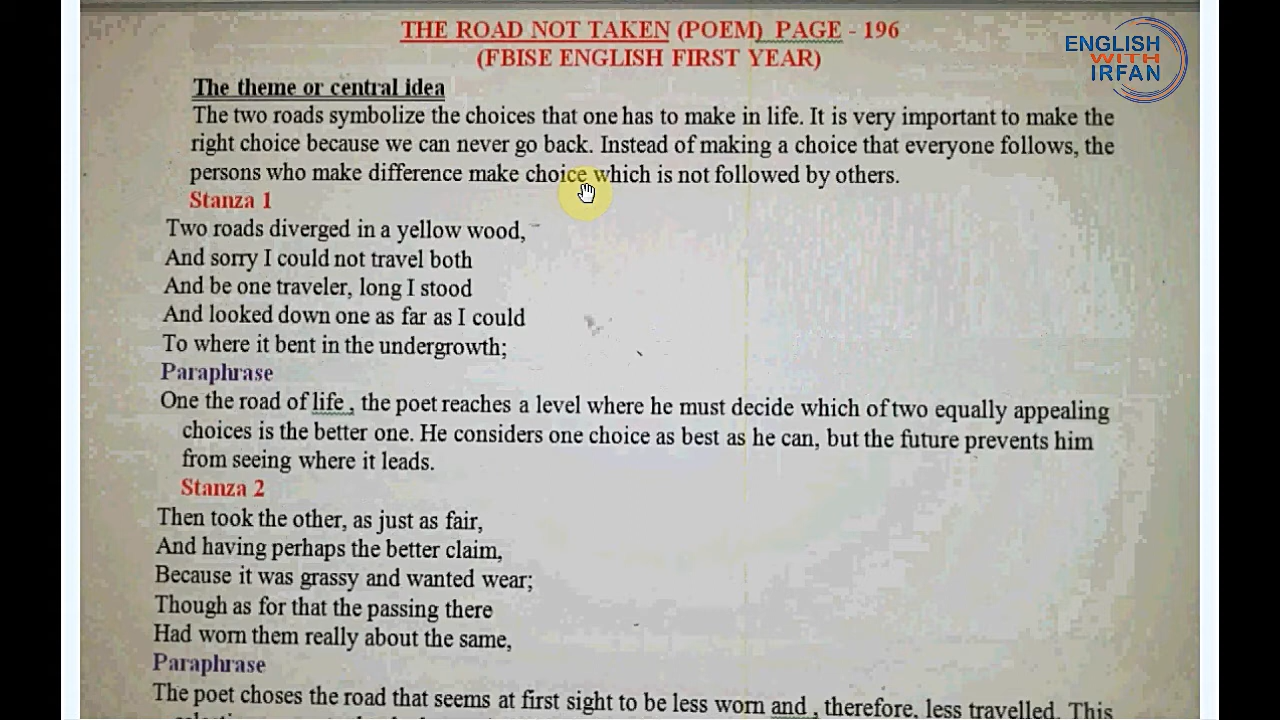 THE ROAD NOT TAKEN (POEM) PAGE - 196
(FBISE ENGLISH FIRST YEAR)
ENGLISH
WITH
IRFAN
The theme or central idea
The two roads symbolize the choices that one has to make in life. It is very important to make the
right choice because we can never go back. Instead of making a choice that everyone follows, the
persons who make difference make choice which is not followed by others.
Stanza 1
Two roads diverged in a yellow wood,
And sorry I could not travel both
And be one traveler, long I stood
And looked down one as far as I could
To where it bent in the undergrowth;
Paraphrase
One the road of life , the poet reaches a level where he must decide which of two equally appealing
choices is the better one. He considers one choice as best as he can, but the future prevents him
from seeing where it leads.
Stanza 2
Then took the other, as just as fair,
And having perhaps the better claim,
Because it was grassy and wanted wear;
Though as for that the passing there
Had worn them really about the same,
Paraphrase
The poet choses the road that seems at first sight to be less worn and , therefore, less travelled. This